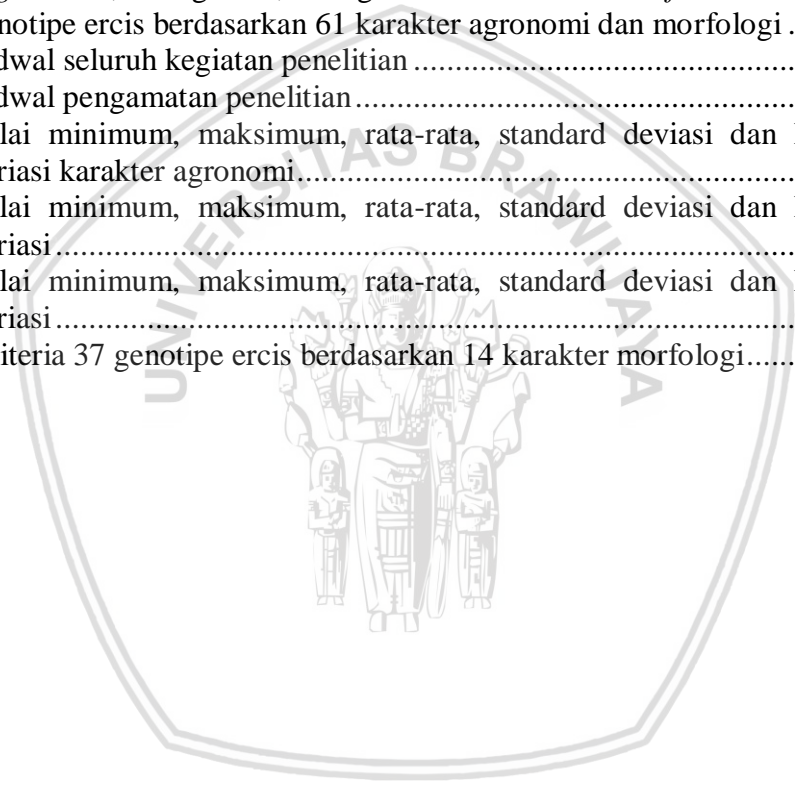 notipe ercis berdasarkan 61 karakter agronomi dan morfologi .
dwal seluruh kegiatan penelitian ...............................................................
dwal pengamatan penelitian.......................................................................
lai minimum, maksimum, rata-rata, standard deviasi dan
riasi karakter agronomi................................................................................
lai minimum, maksimum, rata-rata, standard deviasi dan
riasi.........................................................................................................
lai minimum, maksimum, rata-rata, standard deviasi dan
riasi.........................................................................................................
iteria 37 genotipe ercis berdasarkan 14 karakter morfologi.......
UNIVERSITAS BRAWIJAYA